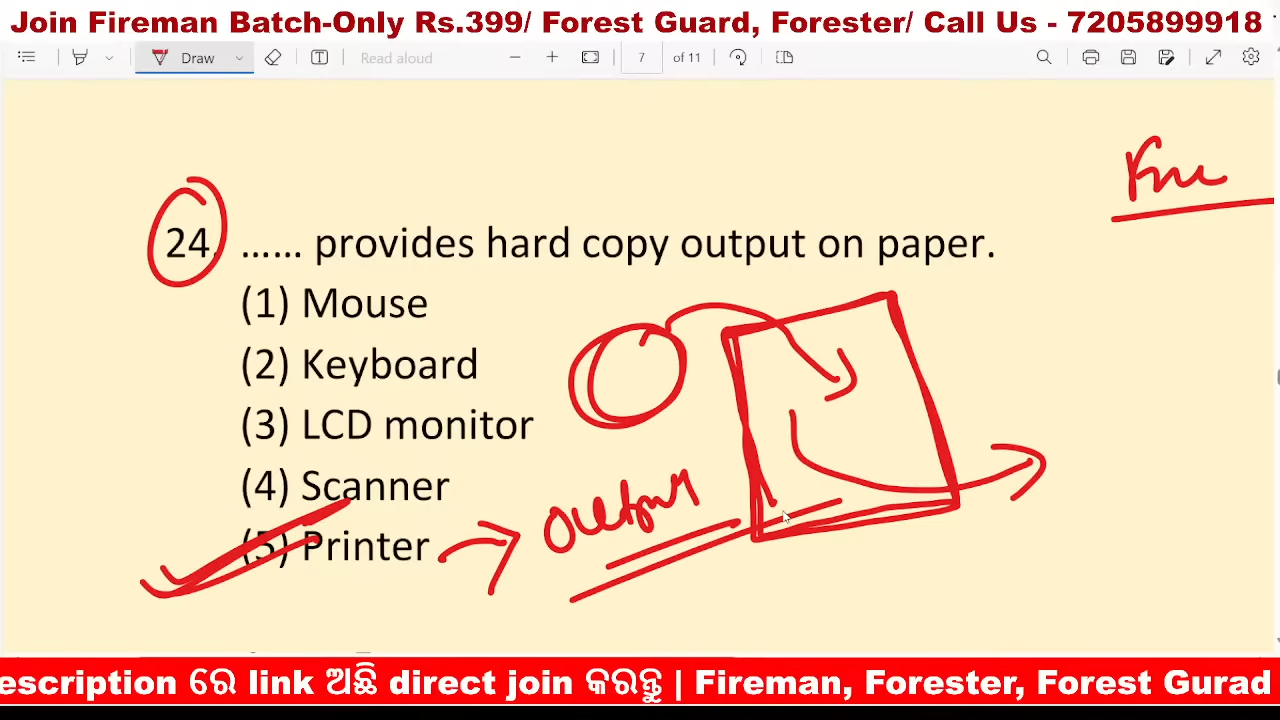 Join Fireman Batch-Only Rs.399/ Forest Guard, Forester/ Call Us - 7205899918
Draw
Read aloud
7 of 11
24. ...... provides hard copy output on paper.
(1) Mouse
(2) Keyboard
(3) LCD monitor
(4) Scanner
(5) Printer
output
escription ରେ link ଅଛି direct join କରନ୍ତୁ | Fireman, Forester, Forest Gurad